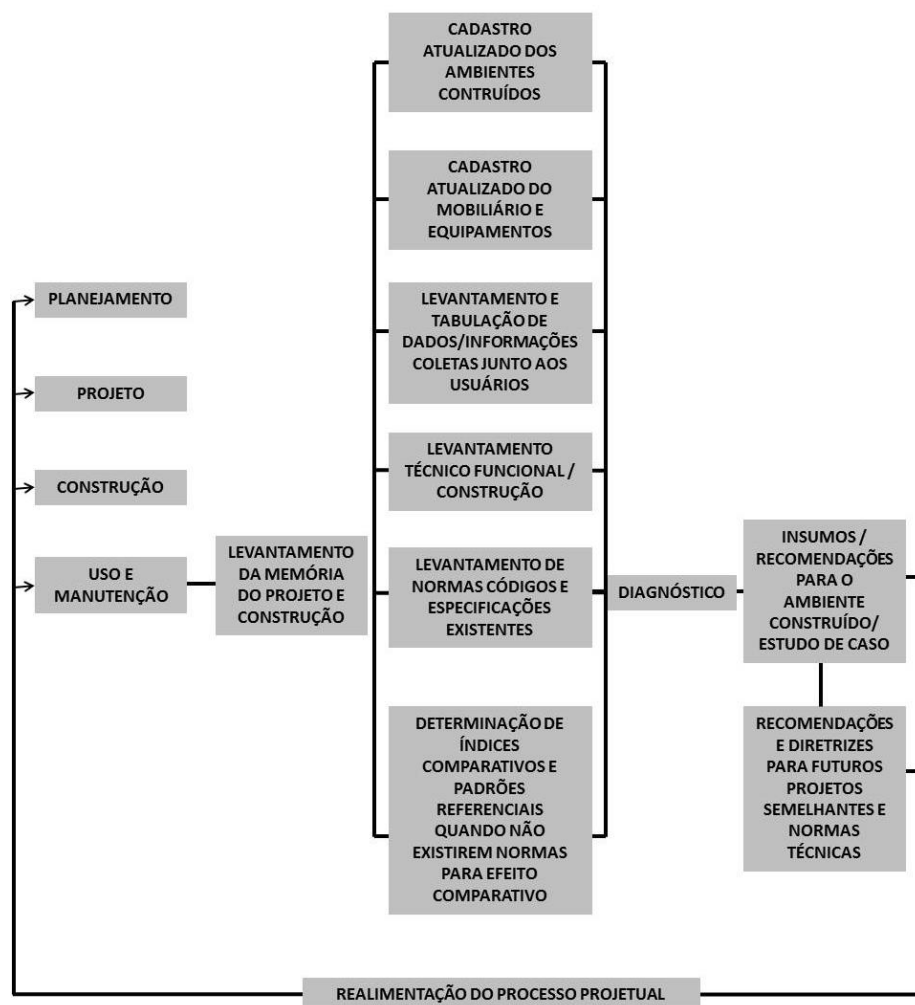 CADASTRO
ATUALIZADO DOS
AMBIENTES
CONTRUÍDOS
CADASTRO
ATUALIZADO DO
MOBILIÁRIO E
EQUIPAMENTOS
PLANEJAMENTO
LEVANTAMENTO E
TABULAÇÃO DE
DADOS/INFORMAÇÕES
COLETAS JUNTO AOS
USUÁRIOS
PROJETO
LEVANTAMENTO
TÉCNICO FUNCIONAL /
CONSTRUÇÃO
CONSTRUÇÃO
USO E
MANUTENÇÃO
LEVANTAMENTO
DA MEMÓRIA
DO PROJETO E
CONSTRUÇÃO
LEVANTAMENTO DE
NORMAS CÓDIGOS E
ESPECIFICAÇÕES
EXISTENTES
DIAGNÓSTICO
INSUMOS /
RECOMENDAÇÕES
PARA O
AMBIENTE
CONSTRUÍDO/
ESTUDO DE CASO
DETERMINAÇÃO DE
ÍNDICES
COMPARATIVOS E
PADRÕES
REFERENCIAIS
QUANDO NÃO
EXISTIREM NORMAS
PARA EFEITO
COMPARATIVO
RECOMENDAÇÕES
E DIRETRIZES
PARA FUTUROS
PROJETOS
SEMELHANTES E
NORMAS
TÉCNICAS
REALIMENTAÇÃO DO PROCESSO PROJETUAL